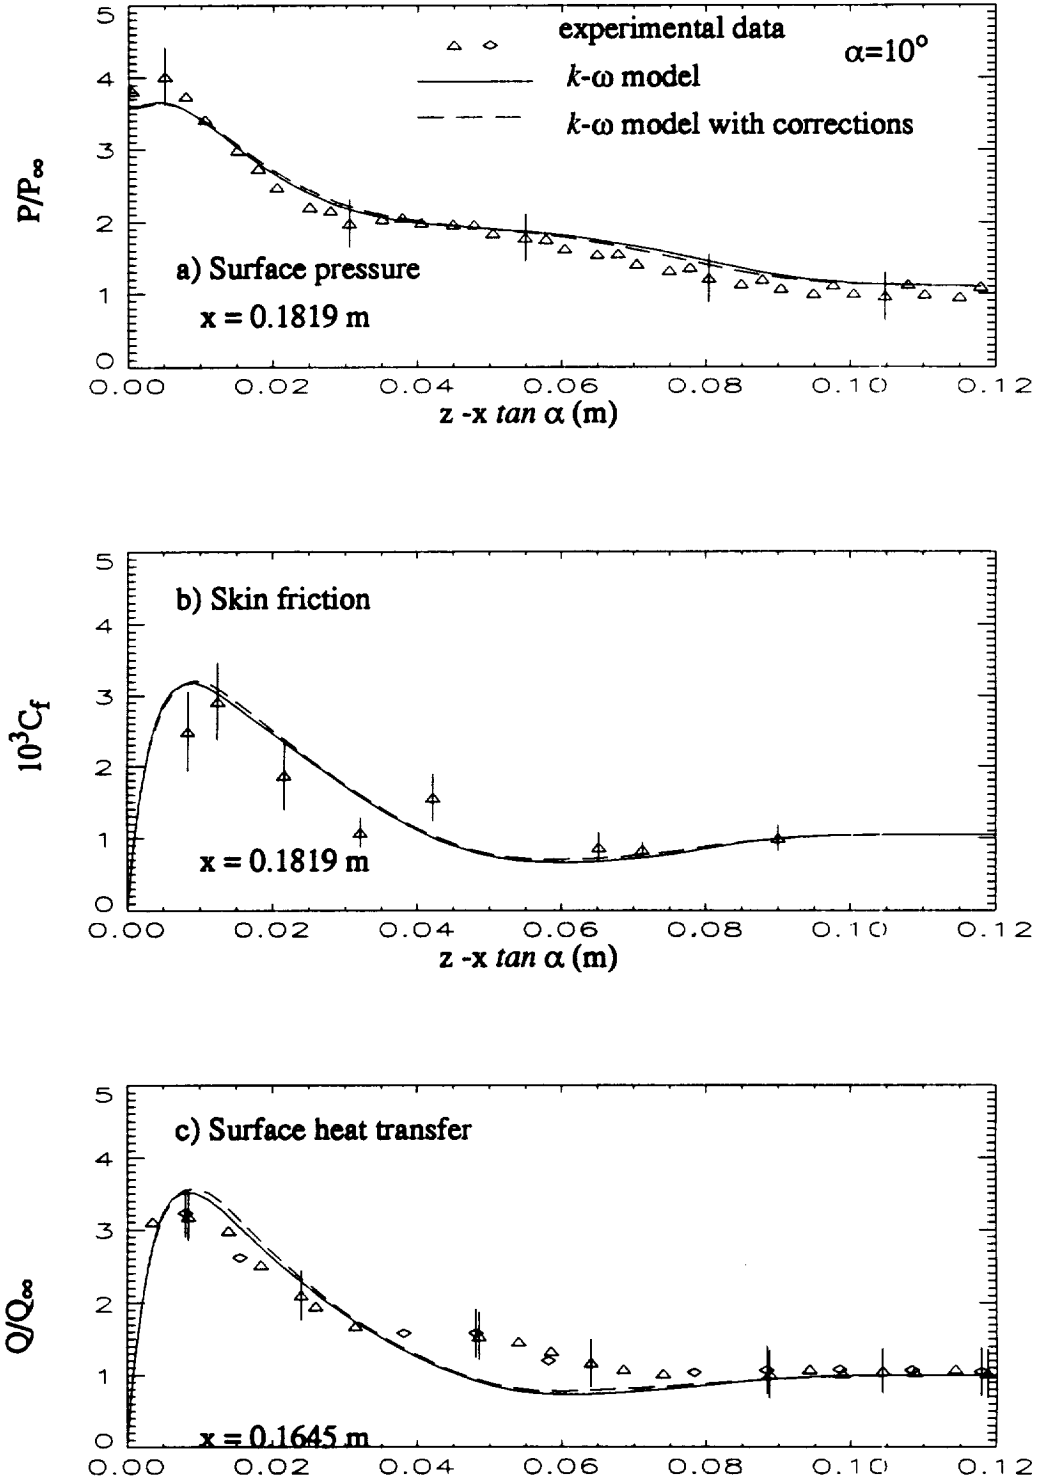 5
experimental data
α=10°
4
k-ω model
k-ω model with corrections
3
P/P∞
2
a) Surface pressure
1
x = 0.1819 m
0
0.00 0.02 0.04 0.06 0.08 0.10 0.12
z -x tan α (m)
5
b) Skin friction
4
3
10³C_f
2
1
x = 0.1819 m
0
0.00 0.02 0.04 0.06 0.08 0.10 0.12
z -x tan α (m)
5
c) Surface heat transfer
4
3
Q/Q∞
2
1
x = 0.1645 m
0
0.00 0.02 0.04 0.06 0.08 0.10 0.12